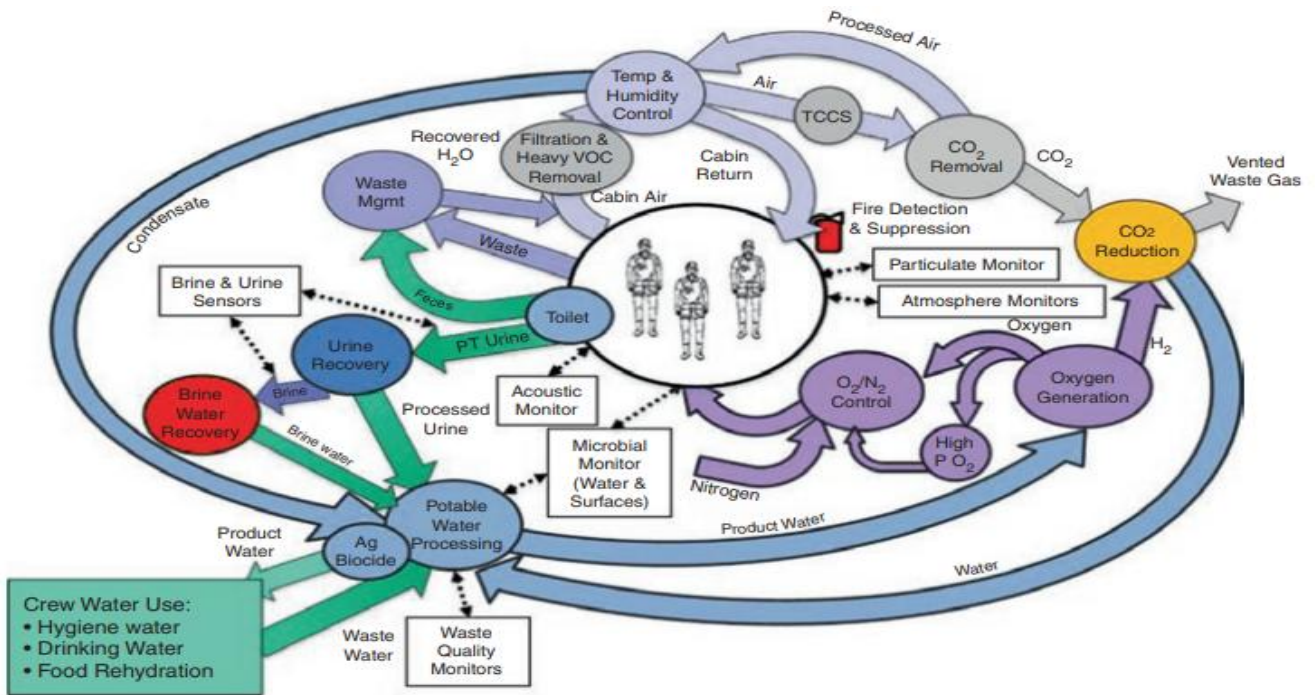 Processed Air
Temp &
Humidity
Control
Air
TCCS
CO2
Removal
CO2
Vented
Waste Gas
Recovered
H2O
Filtration &
Heavy VOC
Removal
Cabin
Return
Cabin Air
Waste
Mgmt
Waste
Condensate
Fire Detection
& Suppression
CO2
Reduction
Particulate Monitor
Atmosphere Monitors
Brine & Urine
Sensors
Feces
Toilet
PT Urine
Urine
Recovery
Oxygen
H2
O2/N2
Control
Oxygen
Generation
Acoustic
Monitor
Brine
Brine
Water
Recovery
Processed
Urine
Brine water
High
P O2
Microbial
Monitor
(Water &
Surfaces)
Nitrogen
Potable
Water
Processing
Product Water
Product
Water
Ag
Biocide
Water
Crew Water Use:
• Hygiene water
• Drinking Water
• Food Rehydration
Waste
Water
Waste
Quality
Monitors